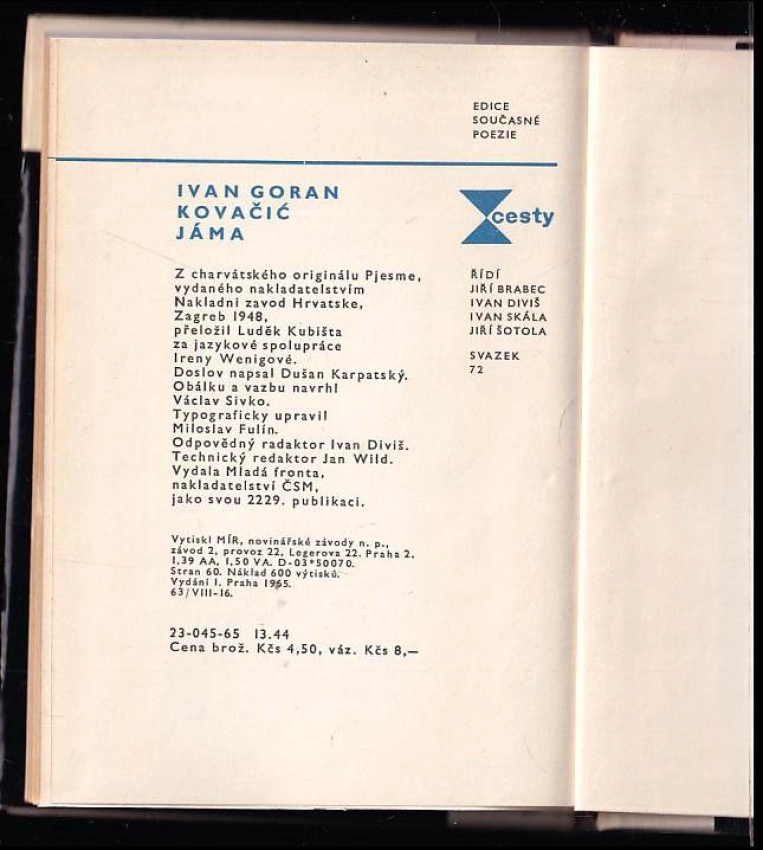 EDICE
SOUČASNÉ
POEZIE
IVAN GORAN
KOVAČIĆ
JÁMA
cesty
Z charvátského originálu Pjesme,
vydaného nakladatelstvím
Nakladni zavod Hrvatske,
Zagreb 1948,
přeložil Luděk Kubišta
za jazykové spolupráce
Ireny Wenigové.
Doslov napsal Dušan Karpatský.
Obálku a vazbu navrhl
Václav Sivko.
Typograficky upravil
Miloslav Fulín.
Odpovědný radaktor Ivan Diviš.
Technický redaktor Jan Wild.
Vydala Mladá fronta,
nakladatelství ČSM,
jako svou 2229. publikaci.
ŘÍDÍ
JIŘÍ BRABEC
IVAN DIVIŠ
IVAN SKÁLA
JIŘÍ ŠOTOLA
SVAZEK
72
Vytiskl MÍR, novinářské závody n. p.,
závod 2, provoz 22, Legerova 22. Praha 2.
1,39 AA, 1,50 VA. D-03*50070.
Stran 60. Náklad 600 výtisků.
Vydání I. Praha 1965.
63/VIII-16.
23-045-65 13.44
Cena brož. Kčs 4,50, váz. Kčs 8,—